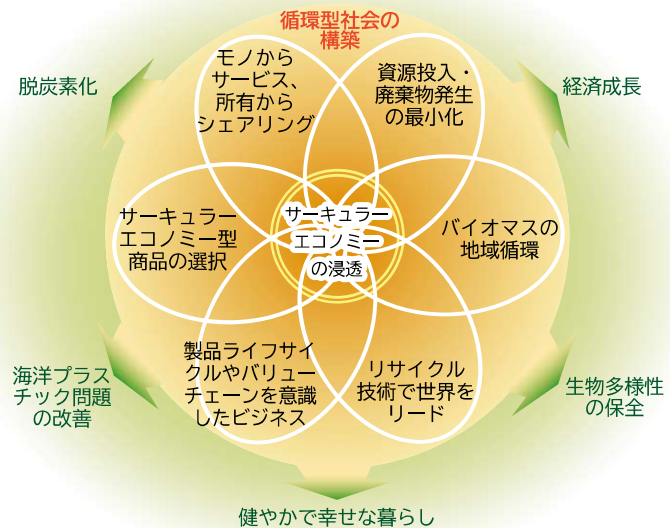 循環型社会の
構築
モノから
サービス、
所有から
シェアリング
資源投入・
廃棄物発生
の最小化
脱炭素化
経済成長
サーキュラー
エコノミー型
商品の選択
サーキュラー
エコノミー
の浸透
バイオマスの
地域循環
製品ライフサイ
クルやバリュー
チェーンを意識
したビジネス
リサイクル
技術で世界を
リード
海洋プラス
チック問題
の改善
生物多様性
の保全
健やかで幸せな暮らし